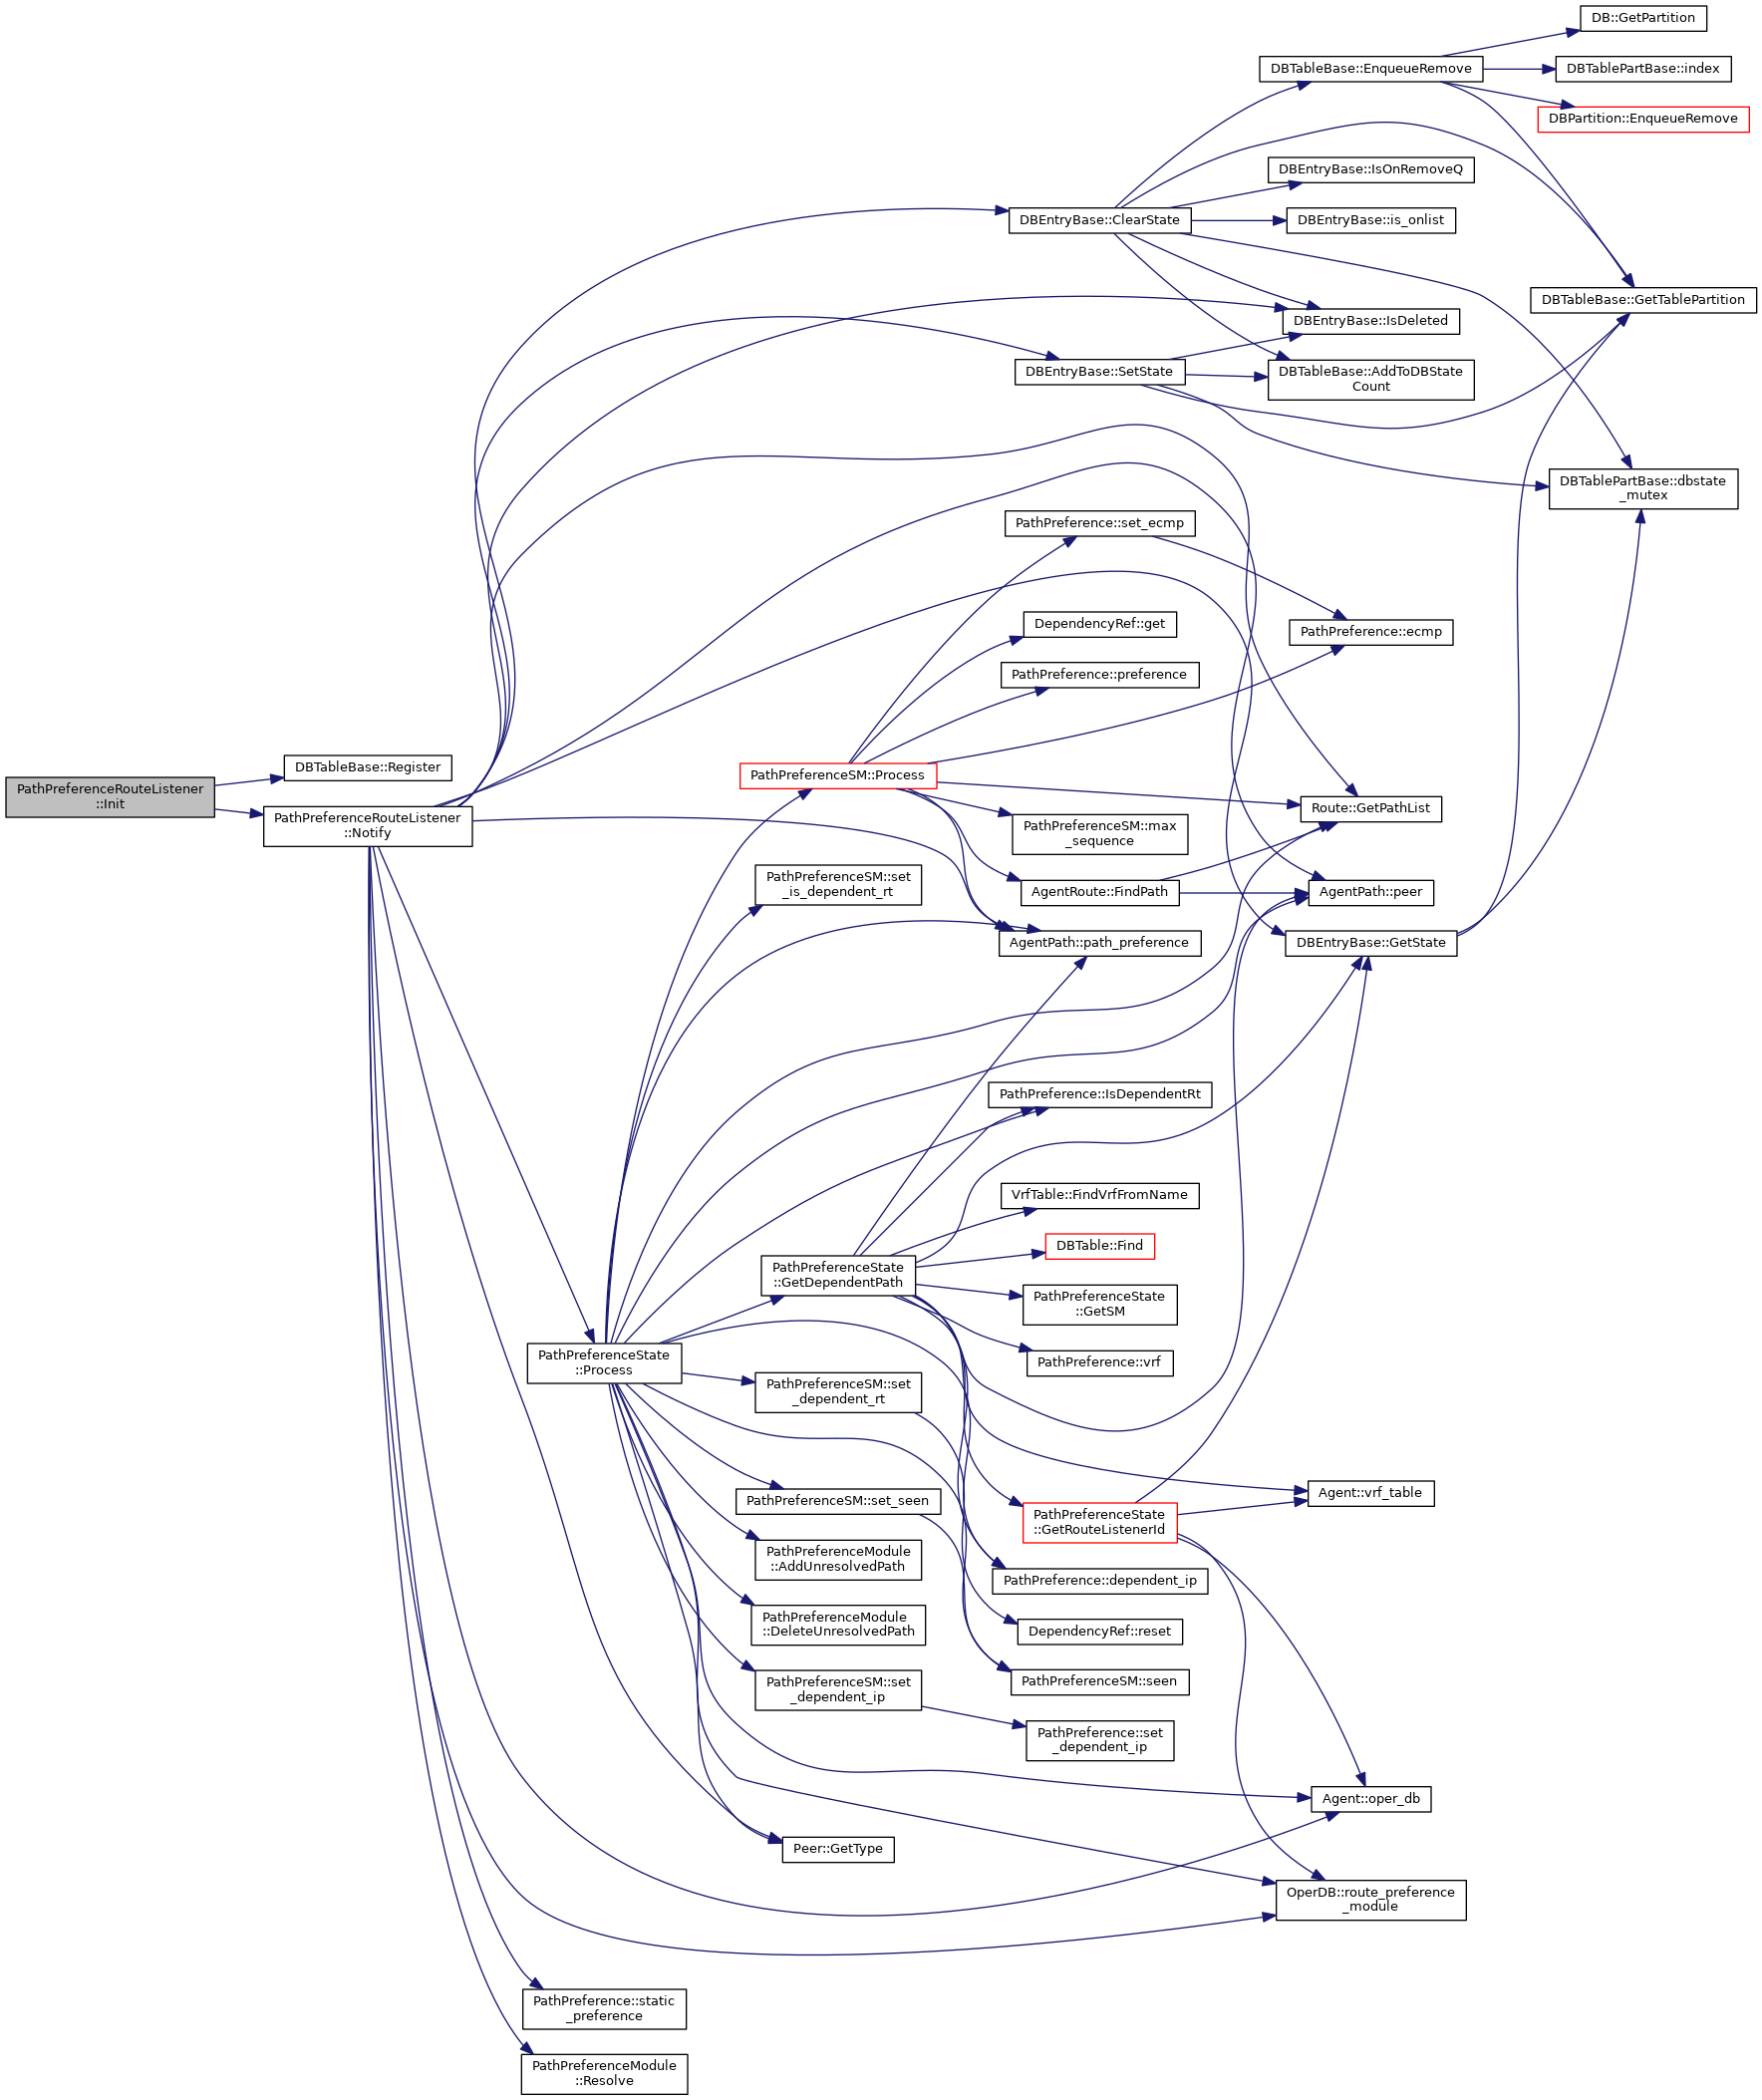 DB::GetPartition
DBTableBase::EnqueueRemove
DBTablePartBase::index
DBPartition::EnqueueRemove
DBEntryBase::IsOnRemoveQ
DBEntryBase::ClearState
DBEntryBase::is_onlist
DBTableBase::GetTablePartition
DBEntryBase::IsDeleted
DBEntryBase::SetState
DBTableBase::AddToDBState
Count
DBTablePartBase::dbstate
_mutex
PathPreference::set_ecmp
DependencyRef::get
PathPreference::ecmp
PathPreference::preference
DBTableBase::Register
PathPreferenceSM::Process
PathPreferenceRouteListener
::Init
Route::GetPathList
PathPreferenceRouteListener
::Notify
PathPreferenceSM::max
_sequence
PathPreferenceSM::set
_is_dependent_rt
AgentRoute::FindPath
AgentPath::peer
AgentPath::path_preference
DBEntryBase::GetState
PathPreference::IsDependentRt
VrfTable::FindVrfFromName
DBTable::Find
PathPreferenceState
::GetDependentPath
PathPreferenceState
::GetSM
PathPreferenceState
::Process
PathPreference::vrf
PathPreferenceSM::set
_dependent_rt
PathPreferenceSM::set_seen
Agent::vrf_table
PathPreferenceState
::GetRouteListenerId
PathPreferenceModule
::AddUnresolvedPath
PathPreference::dependent_ip
PathPreferenceModule
::DeleteUnresolvedPath
DependencyRef::reset
PathPreferenceSM::set
_dependent_ip
PathPreferenceSM::seen
PathPreference::set
_dependent_ip
Agent::oper_db
Peer::GetType
OperDB::route_preference
_module
PathPreference::static
_preference
PathPreferenceModule
::Resolve